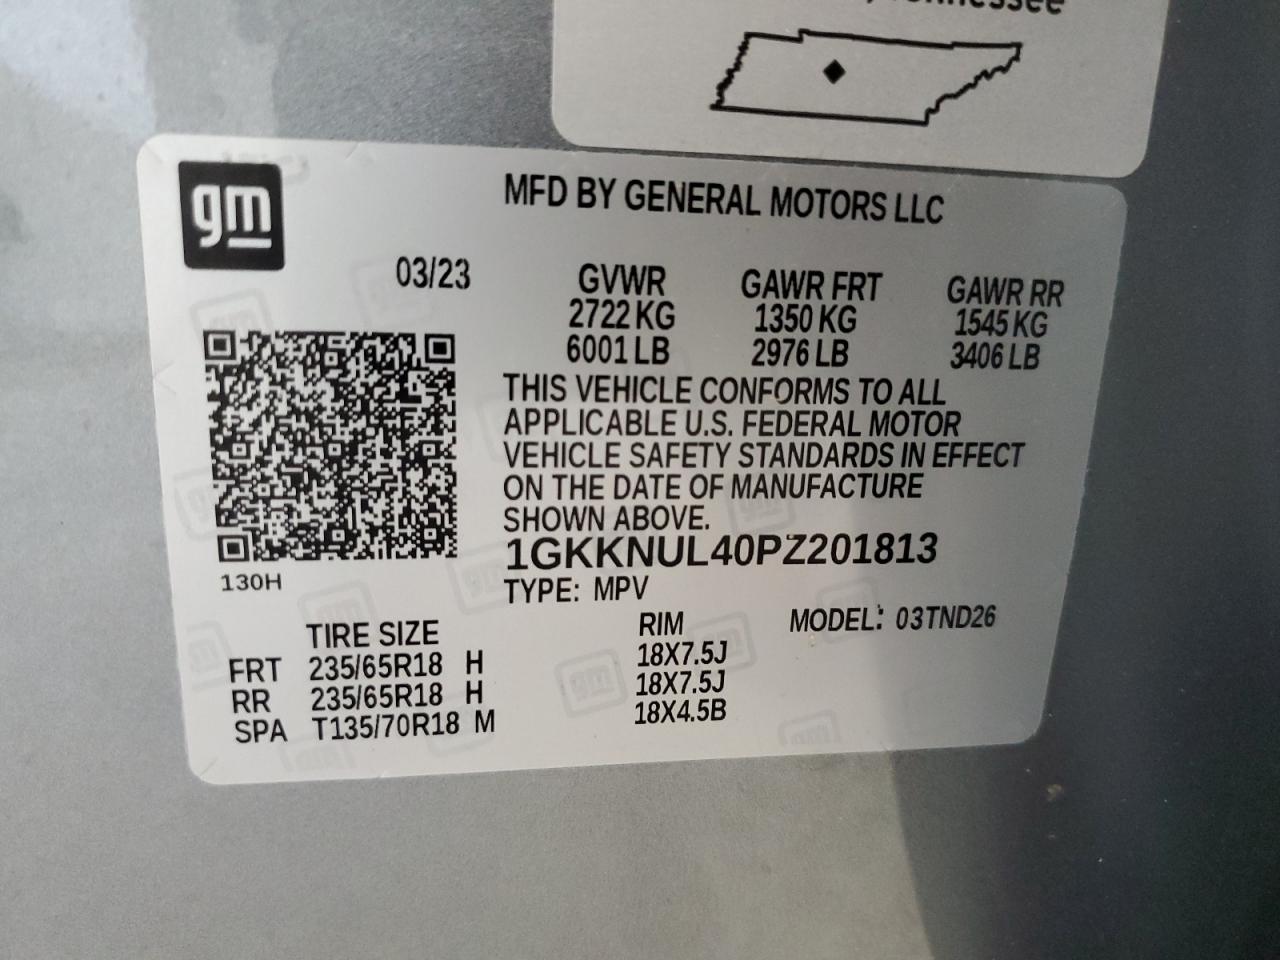 Tennessee
gm
MFD BY GENERAL MOTORS LLC
03/23
GVWR GAWR FRT GAWR RR
2722 KG 1350 KG 1545 KG
6001 LB 2976 LB 3406 LB
THIS VEHICLE CONFORMS TO ALL
APPLICABLE U.S. FEDERAL MOTOR
VEHICLE SAFETY STANDARDS IN EFFECT
ON THE DATE OF MANUFACTURE
SHOWN ABOVE.
1GKKNUL40PZ201813
130H
TYPE: MPV
TIRE SIZE RIM MODEL: 03TND26
FRT 235/65R18 H 18X7.5J
RR 235/65R18 H 18X7.5J
SPA T135/70R18 M 18X4.5B